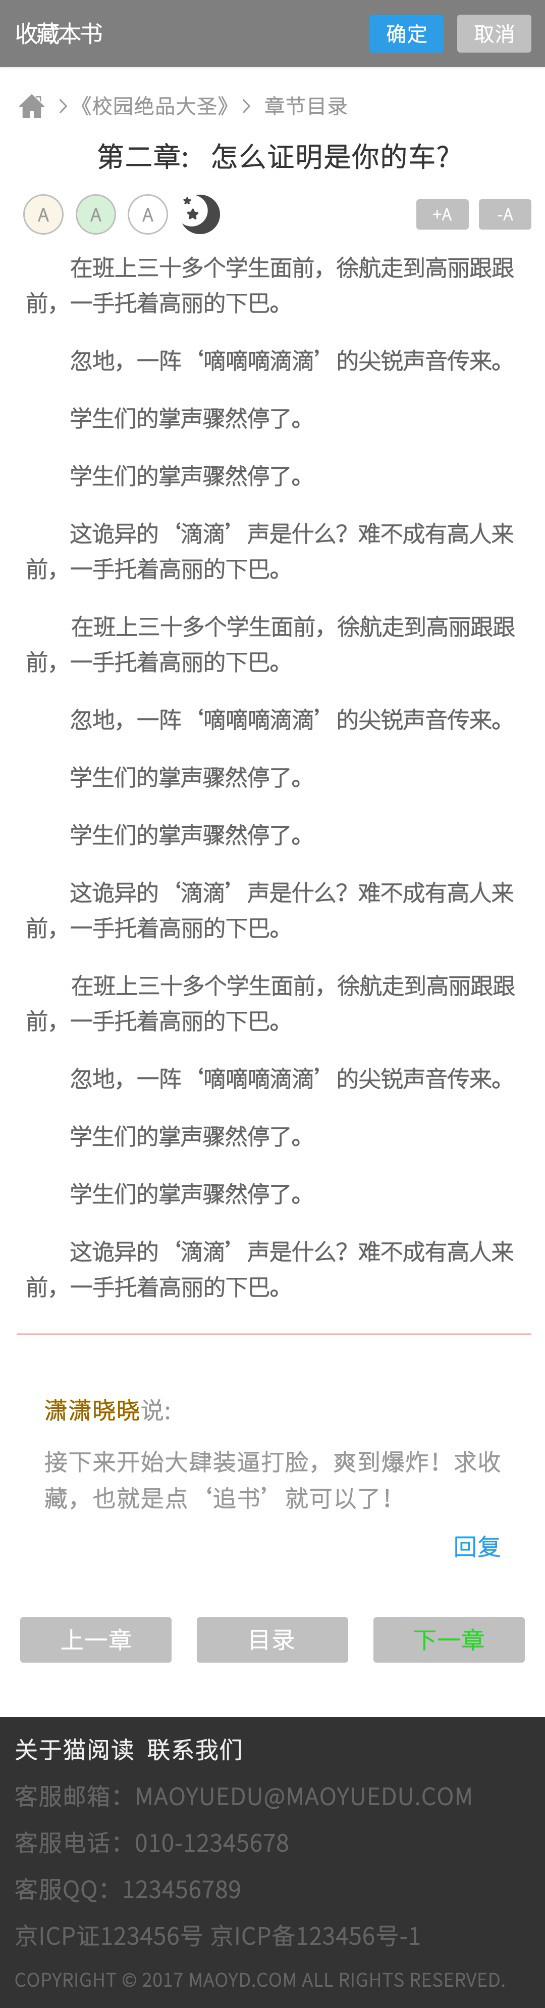 收藏本书 确定 取消
《校园绝品大圣》 章节目录
第二章： 怎么证明是你的车？
A A A +A -A
在班上三十多个学生面前，徐航走到高丽跟跟
前，一手托着高丽的下巴。
忽地，一阵‘嘀嘀嘀滴滴’的尖锐声音传来。
学生们的掌声骤然停了。
学生们的掌声骤然停了。
这诡异的‘滴滴’声是什么？难不成有高人来
前，一手托着高丽的下巴。
在班上三十多个学生面前，徐航走到高丽跟跟
前，一手托着高丽的下巴。
忽地，一阵‘嘀嘀嘀滴滴’的尖锐声音传来。
学生们的掌声骤然停了。
学生们的掌声骤然停了。
这诡异的‘滴滴’声是什么？难不成有高人来
前，一手托着高丽的下巴。
在班上三十多个学生面前，徐航走到高丽跟跟
前，一手托着高丽的下巴。
忽地，一阵‘嘀嘀嘀滴滴’的尖锐声音传来。
学生们的掌声骤然停了。
学生们的掌声骤然停了。
这诡异的‘滴滴’声是什么？难不成有高人来
前，一手托着高丽的下巴。
潇潇晓晓说:
接下来开始大肆装逼打脸，爽到爆炸！求收
藏，也就是点‘追书’就可以了！
回复
上一章 目录 下一章
关于猫阅读 联系我们
客服邮箱：MAOYUEDU@MAOYUEDU.COM
客服电话：010-12345678
客服QQ：123456789
京ICP证123456号 京ICP备123456号-1
COPYRIGHT © 2017 MAOYD.COM ALL RIGHTS RESERVED.